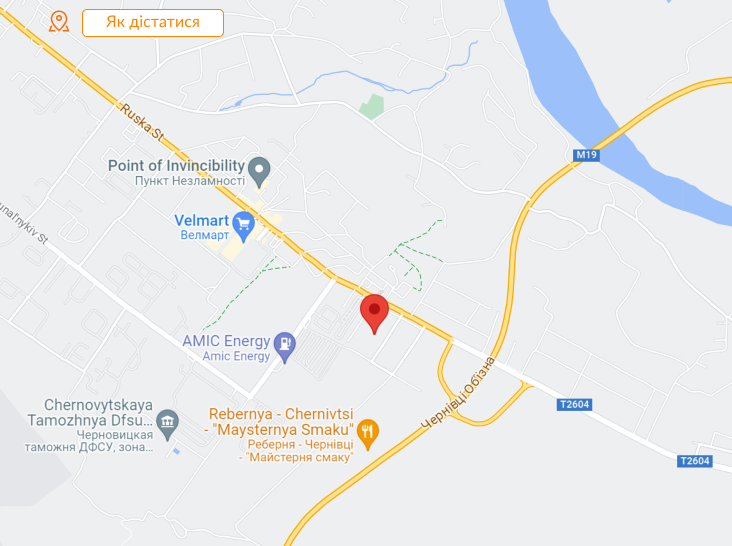 Як дістатися
Ruska St
M19
Point of Invincibility
Пункт Незламності
Velmart
Велмарт
AMIC Energy
Amic Energy
Chernovytskaya
Tamozhnya Dfsu...
Черновицкая
таможня ДФСУ, зона...
Rebernya - Chernivtsi
- "Maysternya Smaku"
Реберня - Чернівці
- "Майстерня смаку"
Чернівці Обїзна
T2604
T2604